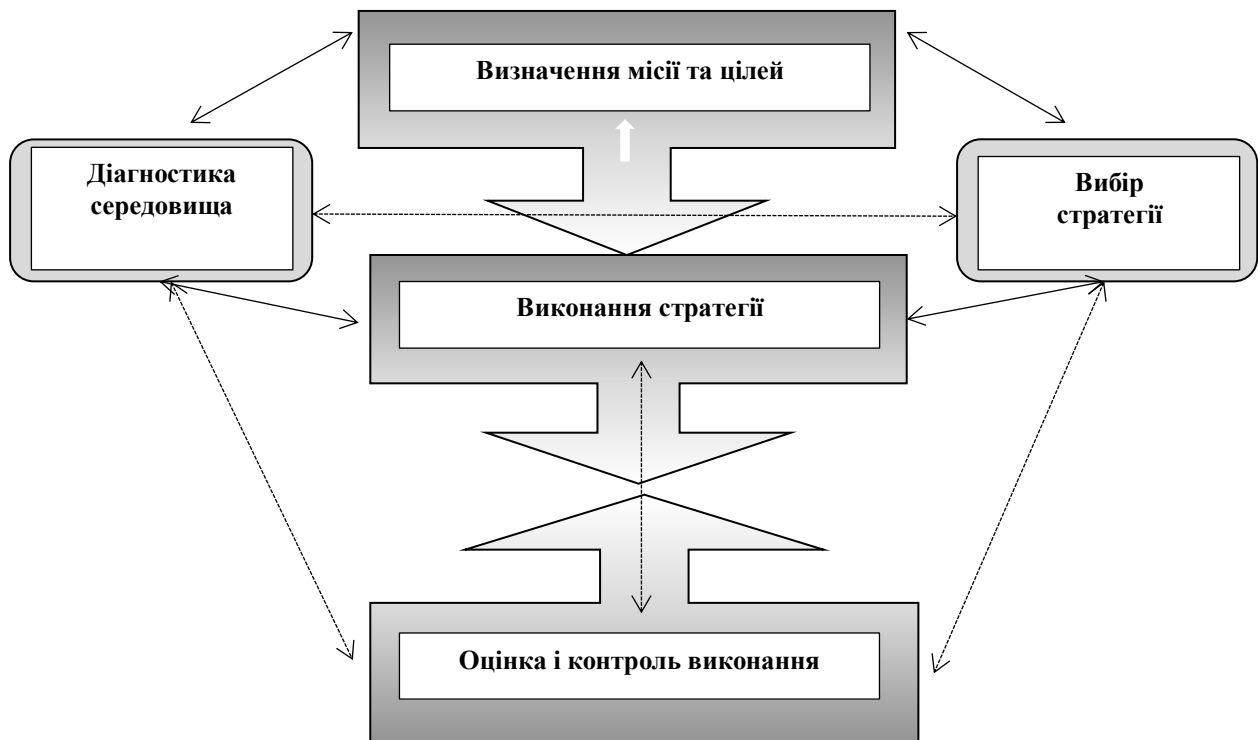 Визначення місії та цілей
Діагностика
середовища
Вибір
стратегії
Виконання стратегії
Оцінка і контроль виконання